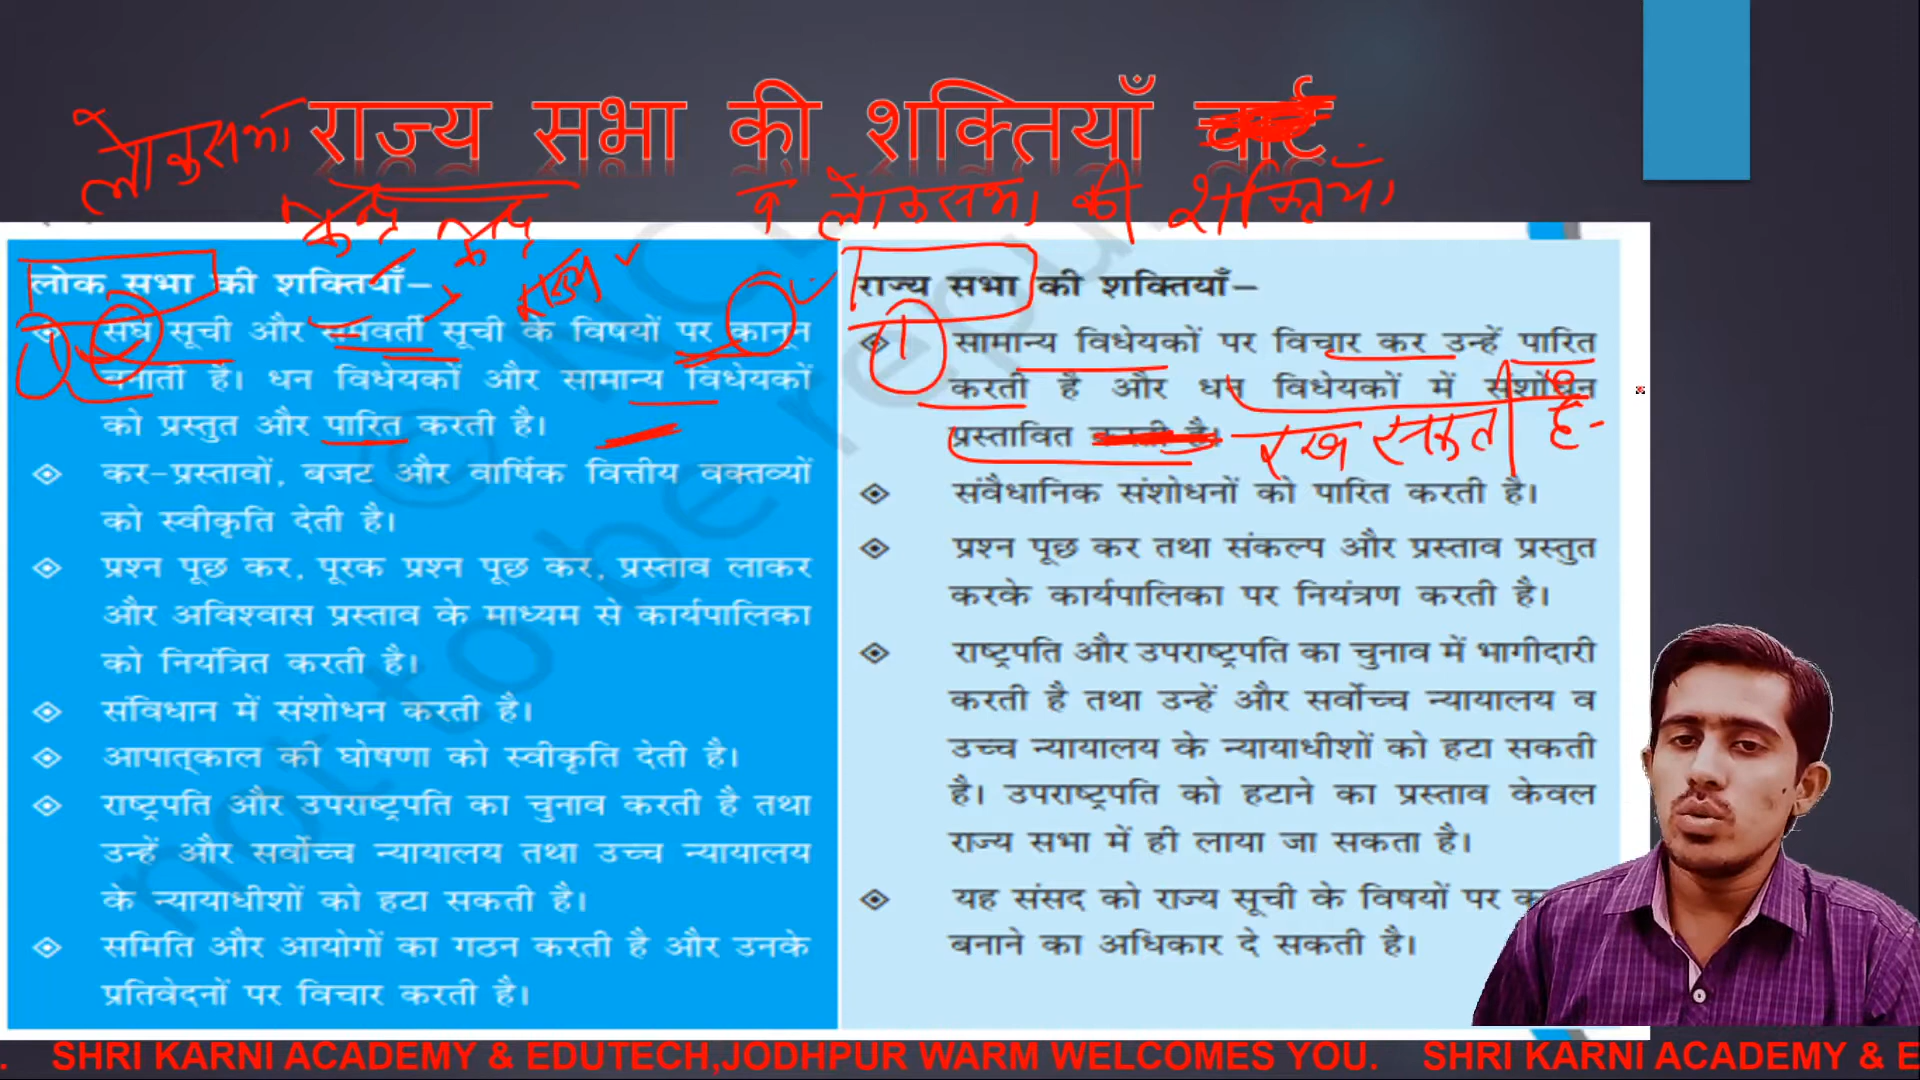 लोकसभा राज्य सभा की शक्तियाँ चार्ट
व लोकसभा की शक्तियाँ
केन्द्र
राज्य
लोक सभा की शक्तियाँ–
संघ सूची और समवर्ती सूची के विषयों पर कानून
बनाती है। धन विधेयकों और सामान्य विधेयकों
को प्रस्तुत और पारित करती है।
कर-प्रस्तावों, बजट और वार्षिक वित्तीय वक्तव्यों
को स्वीकृति देती है।
प्रश्न पूछ कर, पूरक प्रश्न पूछ कर, प्रस्ताव लाकर
और अविश्वास प्रस्ताव के माध्यम से कार्यपालिका
को नियंत्रित करती है।
संविधान में संशोधन करती है।
आपात्काल की घोषणा को स्वीकृति देती है।
राष्ट्रपति और उपराष्ट्रपति का चुनाव करती है तथा
उन्हें और सर्वोच्च न्यायालय तथा उच्च न्यायालय
के न्यायाधीशों को हटा सकती है।
समिति और आयोगों का गठन करती है और उनके
प्रतिवेदनों पर विचार करती है।
राज्य सभा की शक्तियाँ–
1
सामान्य विधेयकों पर विचार कर उन्हें पारित
करती है और धन विधेयकों में संशोधन
प्रस्तावित करती है। रख सकता है-
संवैधानिक संशोधनों को पारित करती है।
प्रश्न पूछ कर तथा संकल्प और प्रस्ताव प्रस्तुत
करके कार्यपालिका पर नियंत्रण करती है।
राष्ट्रपति और उपराष्ट्रपति का चुनाव में भागीदारी
करती है तथा उन्हें और सर्वोच्च न्यायालय व
उच्च न्यायालय के न्यायाधीशों को हटा सकती
है। उपराष्ट्रपति को हटाने का प्रस्ताव केवल
राज्य सभा में ही लाया जा सकता है।
यह संसद को राज्य सूची के विषयों पर
बनाने का अधिकार दे सकती है।
SHRI KARNI ACADEMY & EDUTECH,JODHPUR WARM WELCOMES YOU. SHRI KARNI ACADEMY & E